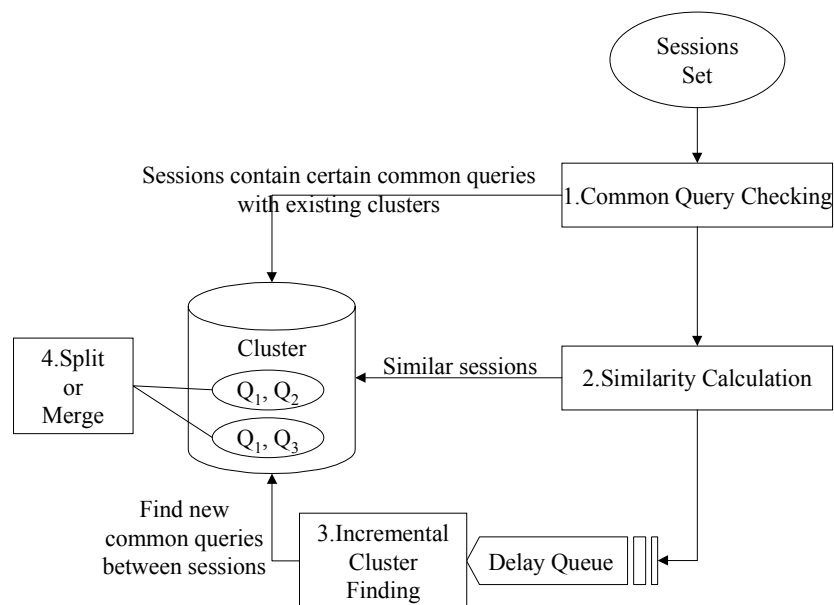 Sessions
Set
Sessions contain certain common queries
with existing clusters
1.Common Query Checking
Cluster
4.Split
or
Merge
Q₁, Q₂
Q₁, Q₃
Similar sessions
2.Similarity Calculation
Find new
common queries
between sessions
3.Incremental
Cluster
Finding
Delay Queue